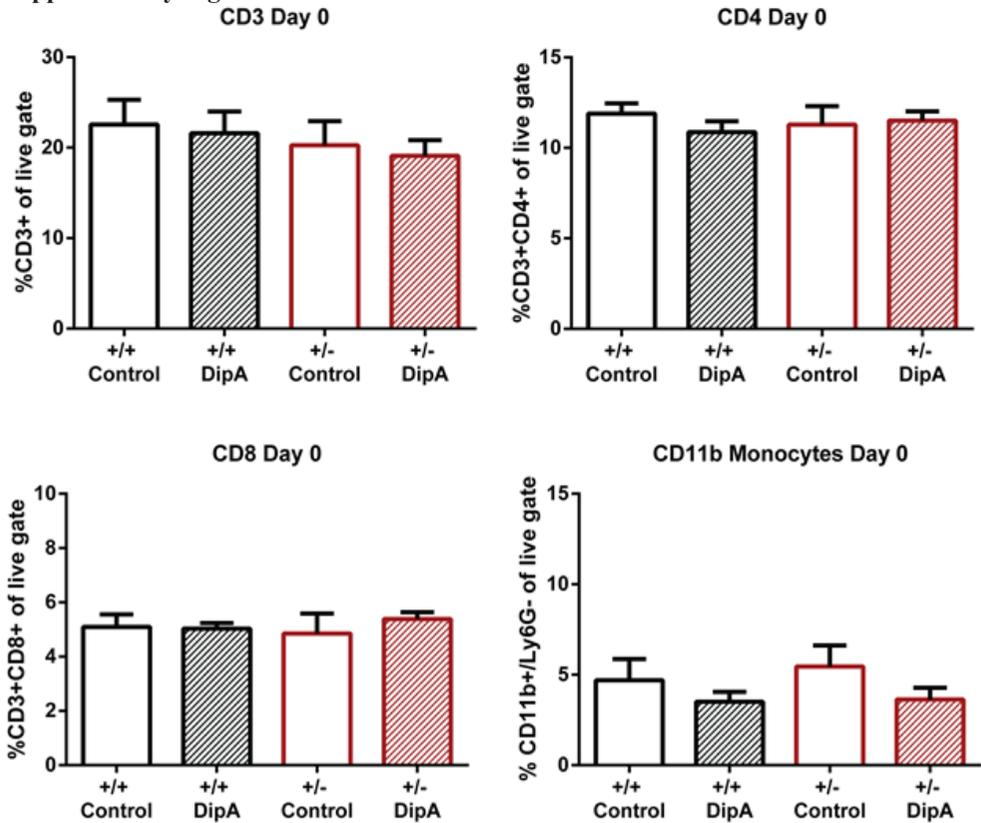 CD3 Day 0
%CD3+ of live gate
30
20
10
0
+/+ Control
+/+ DipA
+/- Control
+/- DipA
CD4 Day 0
%CD3+CD4+ of live gate
15
10
5
0
+/+ Control
+/+ DipA
+/- Control
+/- DipA
CD8 Day 0
%CD3+CD8+ of live gate
10
8
6
4
2
0
+/+ Control
+/+ DipA
+/- Control
+/- DipA
CD11b Monocytes Day 0
% CD11b+/Ly6G- of live gate
15
10
5
0
+/+ Control
+/+ DipA
+/- Control
+/- DipA